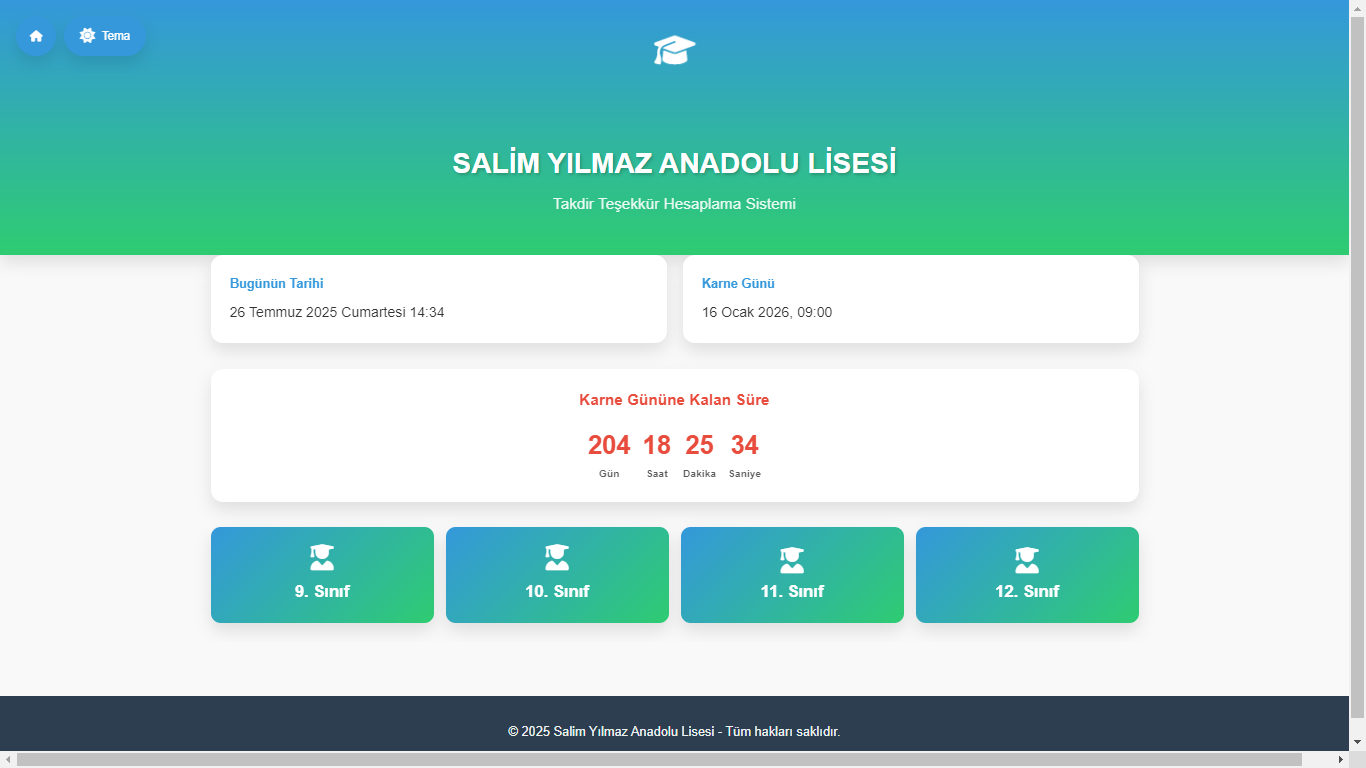 Tema
SALİM YILMAZ ANADOLU LİSESİ
Takdir Teşekkür Hesaplama Sistemi
Bugünün Tarihi
26 Temmuz 2025 Cumartesi 14:34
Karne Günü
16 Ocak 2026, 09:00
Karne Gününe Kalan Süre
204 18 25 34
Gün Saat Dakika Saniye
9. Sınıf
10. Sınıf
11. Sınıf
12. Sınıf
© 2025 Salim Yılmaz Anadolu Lisesi - Tüm hakları saklıdır.